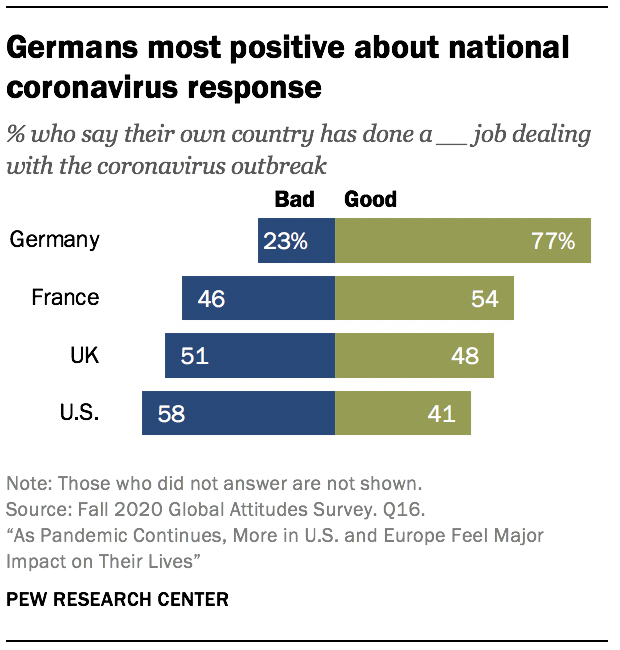 Germans most positive about national
coronavirus response
% who say their own country has done a __ job dealing
with the coronavirus outbreak
Bad Good
Germany 23% 77%
France 46 54
UK 51 48
U.S. 58 41
Note: Those who did not answer are not shown.
Source: Fall 2020 Global Attitudes Survey. Q16.
“As Pandemic Continues, More in U.S. and Europe Feel Major
Impact on Their Lives”
PEW RESEARCH CENTER